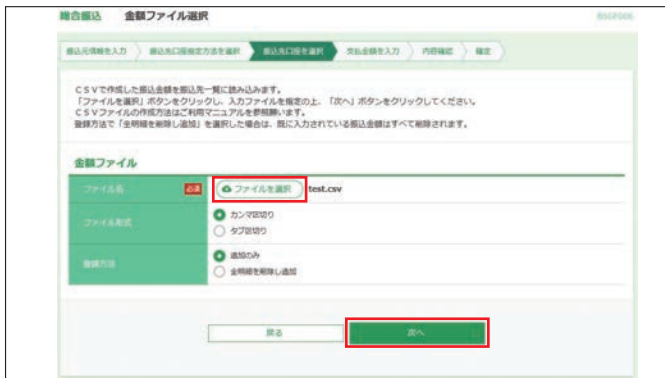 総合振込 金額ファイル選択
BSGF006
振込元情報を入力 振込先口座指定方法を選択 振込先口座を選択 支払金額を入力 内容確認 確定
CSVで作成した振込金額を振込先一覧に読み込みます。
「ファイルを選択」ボタンをクリックし、入力ファイルを指定の上、「次へ」ボタンをクリックしてください。
CSVファイルの作成方法はご利用マニュアルを参照願います。
登録方法で「全明細を削除し追加」を選択した場合は、既に入力されている振込金額はすべて削除されます。
金額ファイル
ファイル名 必須 ファイルを選択 test.csv
ファイル形式
カンマ区切り
タブ区切り
登録方法
追加のみ
全明細を削除し追加
戻る 次へ